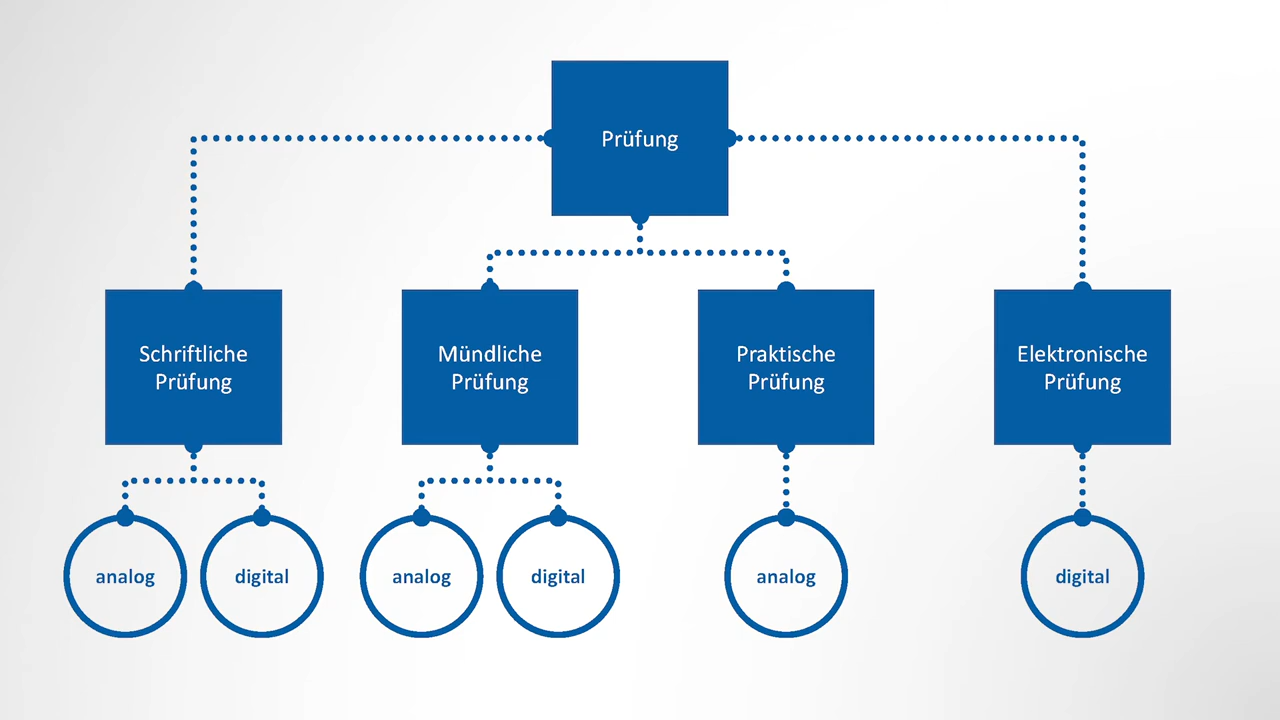 Prüfung
Schriftliche
Prüfung
Mündliche
Prüfung
Praktische
Prüfung
Elektronische
Prüfung
analog
digital
analog
digital
analog
digital